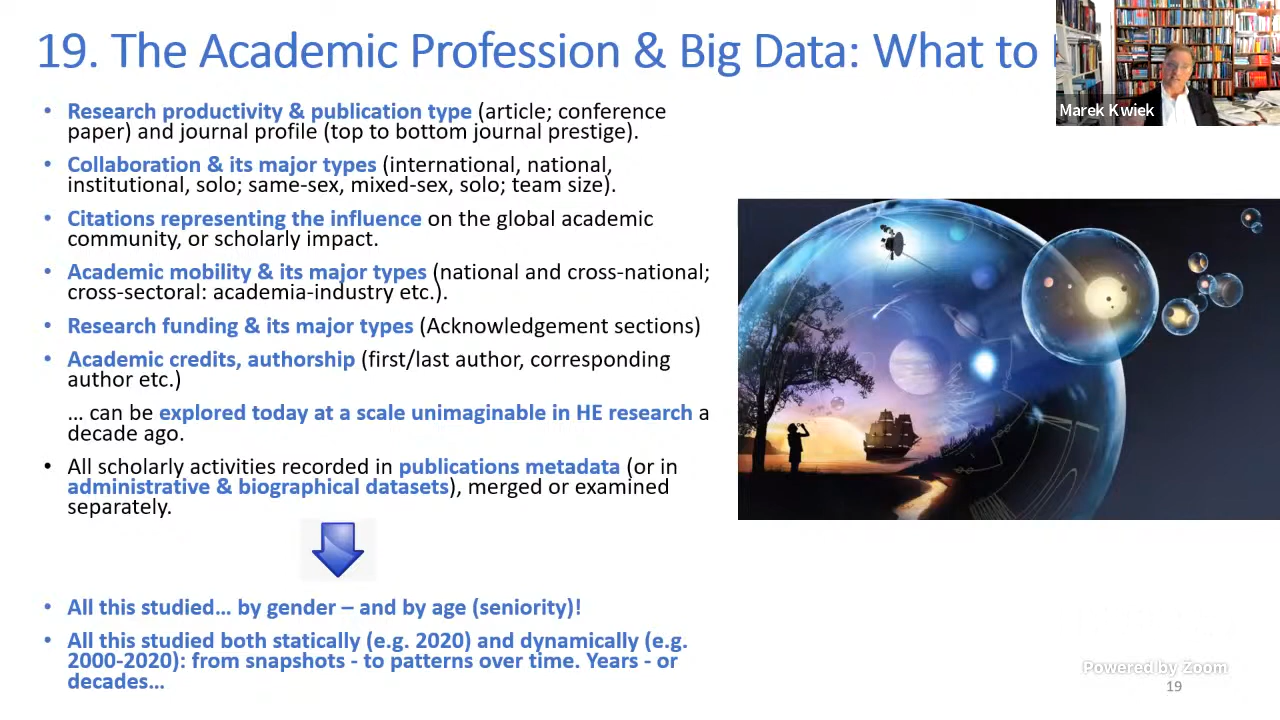 19. The Academic Profession & Big Data: What to
Marek Kwiek
• Research productivity & publication type (article; conference
paper) and journal profile (top to bottom journal prestige).
• Collaboration & its major types (international, national,
institutional, solo; same-sex, mixed-sex, solo; team size).
• Citations representing the influence on the global academic
community, or scholarly impact.
• Academic mobility & its major types (national and cross-national;
cross-sectoral: academia-industry etc.).
• Research funding & its major types (Acknowledgement sections)
• Academic credits, authorship (first/last author, corresponding
author etc.)
… can be explored today at a scale unimaginable in HE research a
decade ago.
• All scholarly activities recorded in publications metadata (or in
administrative & biographical datasets), merged or examined
separately.
• All this studied… by gender – and by age (seniority)!
• All this studied both statically (e.g. 2020) and dynamically (e.g.
2000-2020): from snapshots - to patterns over time. Years - or
decades…
Powered by Zoom
19